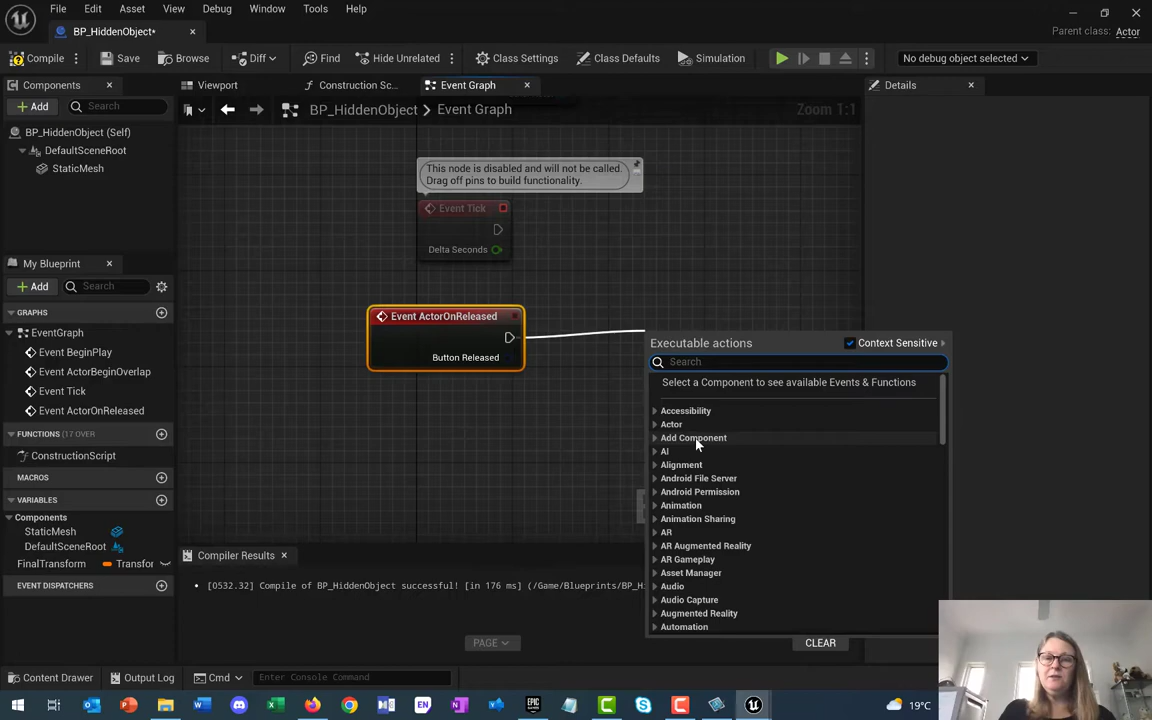 File Edit Asset View Debug Window Tools Help
BP_HiddenObject*
Parent class: Actor
Compile Save Browse Diff Find Hide Unrelated Class Settings Class Defaults Simulation No debug object selected
Components
Add Search
BP_HiddenObject (Self)
DefaultSceneRoot
StaticMesh
My Blueprint
Add Search
GRAPHS
EventGraph
Event BeginPlay
Event ActorBeginOverlap
Event Tick
Event ActorOnReleased
FUNCTIONS (17 OVER
ConstructionScript
MACROS
VARIABLES
Components
StaticMesh
DefaultSceneRoot
FinalTransform Transfor
EVENT DISPATCHERS
Viewport Construction Sc... Event Graph
BP_HiddenObject > Event Graph Zoom 1:1
This node is disabled and will not be called.
Drag off pins to build functionality.
Event Tick
Delta Seconds
Event ActorOnReleased
Button Released
Executable actions Context Sensitive
Search
Select a Component to see available Events & Functions
Accessibility
Actor
Add Component
AI
Alignment
Android File Server
Android Permission
Animation
Animation Sharing
AR
AR Augmented Reality
AR Gameplay
Asset Manager
Audio
Audio Capture
Augmented Reality
Automation
Compiler Results
[0532.32] Compile of BP_HiddenObject successful! [in 176 ms] (/Game/Blueprints/BP_H
PAGE CLEAR
Details
Content Drawer Output Log Cmd Enter Console Command
EN
EPIC
19°C